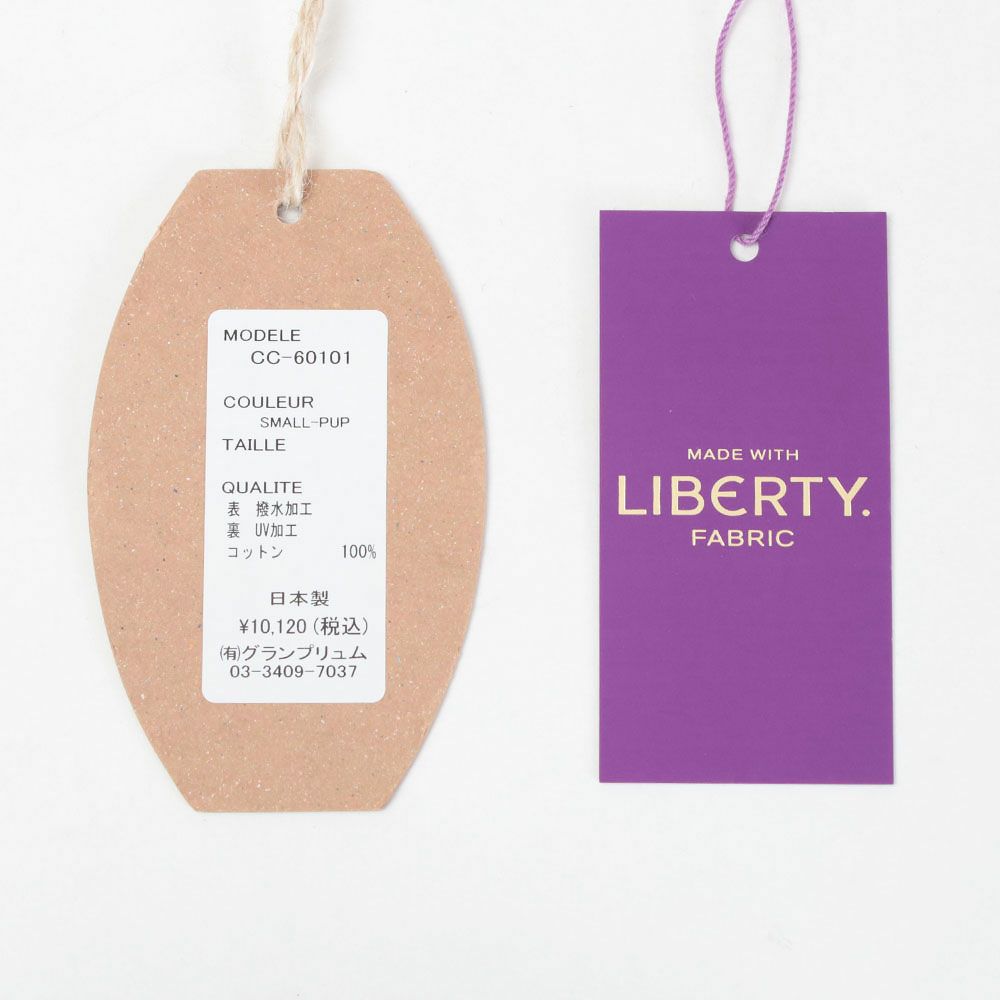 MODELE
CC-60101
COULEUR
SMALL-PUP
TAILLE
QUALITE
表 撥水加工
裏 UV加工
コットン 100%
日本製
¥10,120(税込)
(有)グランプリュム
03-3409-7037
MADE WITH
LIBERTY.
FABRIC